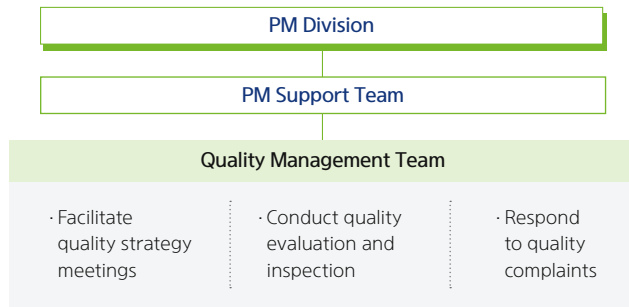 PM Division
PM Support Team
Quality Management Team
· Facilitate
quality strategy
meetings
· Conduct quality
evaluation and
inspection
· Respond
to quality
complaints